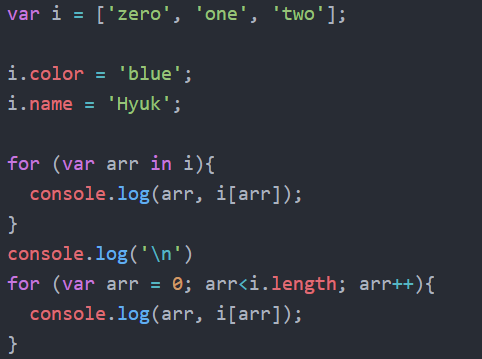 var i = ['zero', 'one', 'two'];
i.color = 'blue';
i.name = 'Hyuk';
for (var arr in i){
  console.log(arr, i[arr]);
}
console.log('\n')
for (var arr = 0; arr<i.length; arr++){
  console.log(arr, i[arr]);
}